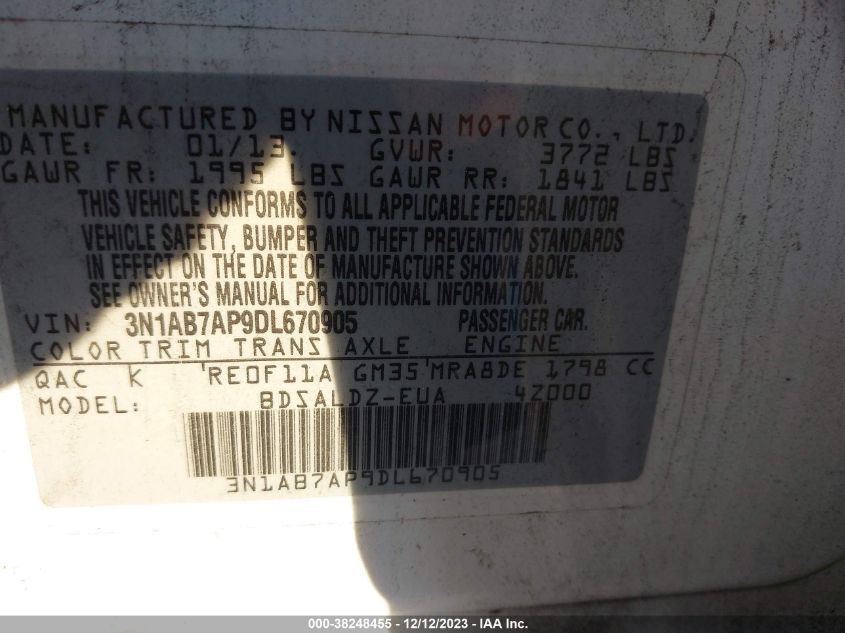 MANUFACTURED BY NISSAN MOTOR CO., LTD.
DATE: 01/13. GVWR: 3772 LBS
GAWR FR: 1995 LBS GAWR RR: 1841 LBS
THIS VEHICLE CONFORMS TO ALL APPLICABLE FEDERAL MOTOR
VEHICLE SAFETY, BUMPER AND THEFT PREVENTION STANDARDS
IN EFFECT ON THE DATE OF MANUFACTURE SHOWN ABOVE.
SEE OWNER'S MANUAL FOR ADDITIONAL INFORMATION.
VIN: 3N1AB7AP9DL670905 PASSENGER CAR.
COLOR TRIM TRANS AXLE ENGINE
QAC K RE0F11A GM35 MRA8DE 1798 CC
MODEL: BDSALDZ-EUA 42000
3N1AB7AP9DL670905
000-38248455 - 12/12/2023 - IAA Inc.